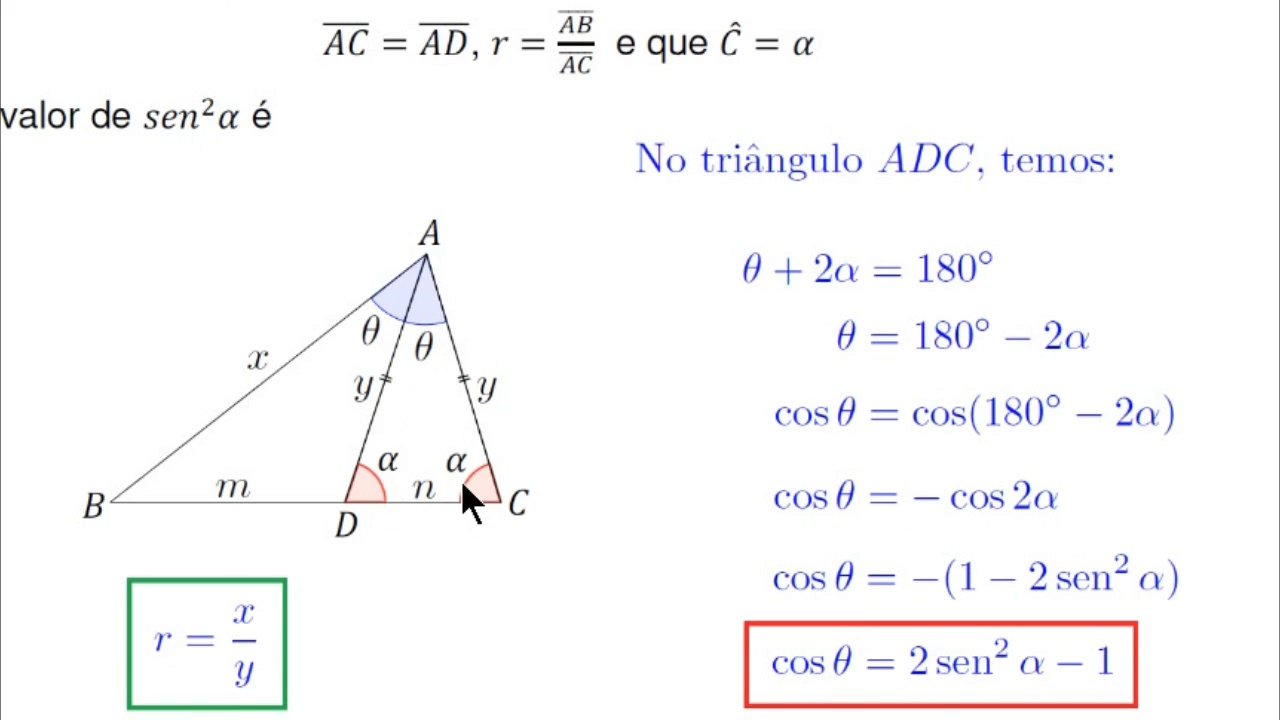 AC = AD, r = AB/AC e que Ĉ = α
valor de sen²α é
No triângulo ADC, temos:
A
θ + 2α = 180°
θ θ
θ = 180° − 2α
x
y y
cos θ = cos(180° − 2α)
α α
B m n C
D
cos θ = − cos 2α
cos θ = −(1 − 2 sen² α)
r = x/y
cos θ = 2 sen² α − 1